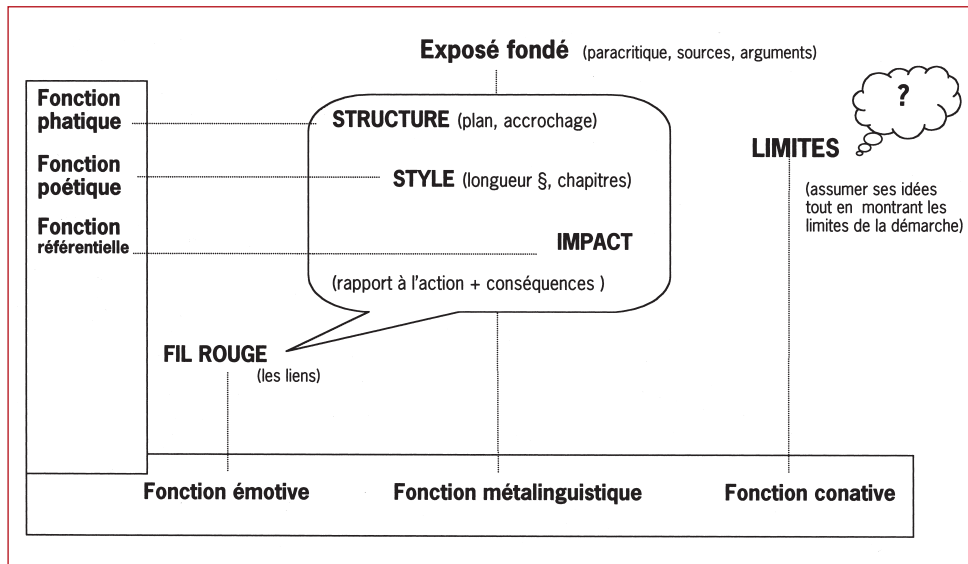 Exposé fondé (paracritique, sources, arguments)
Fonction
phatique
STRUCTURE (plan, accrochage)
?
LIMITES
Fonction
poétique
STYLE (longueur §, chapitres)
(assumer ses idées
tout en montrant les
limites de la démarche)
Fonction
référentielle
IMPACT
(rapport à l'action + conséquences )
FIL ROUGE
(les liens)
Fonction émotive
Fonction métalinguistique
Fonction conative